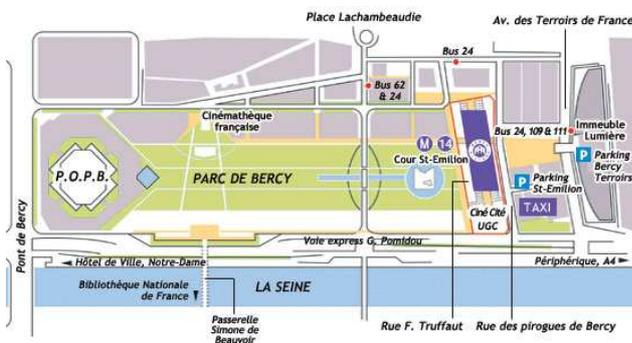 Place Lachambeaudie
Av. des Terroirs de France
Bus 24
Bus 62
& 24
Cinémathèque
française
Bus 24, 109 & 111
Immeuble
Lumière
M 14
Cour St-Emilion
P
Parking
Bercy
Terroirs
P.O.P.B.
PARC DE BERCY
P
Parking
St-Emilion
TAXI
Ciné Cité
UGC
Pont de Bercy
Voie express G. Pomidou
Hôtel de Ville, Notre-Dame
Périphérique, A4
Bibliothèque Nationale
de France
LA SEINE
Passerelle
Simone de
Beauvoir
Rue F. Truffaut
Rue des pirogues de Bercy